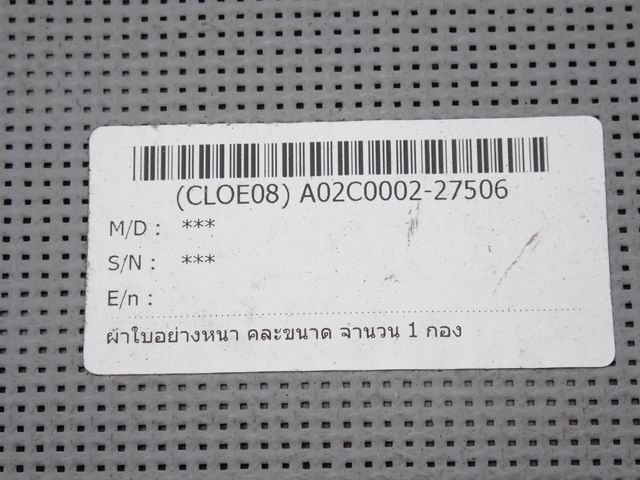 (CLOE08) A02C0002-27506
M/D : ***
S/N : ***
E/n :
ผ้าใบอย่างหนา คละขนาด จำนวน 1 กอง